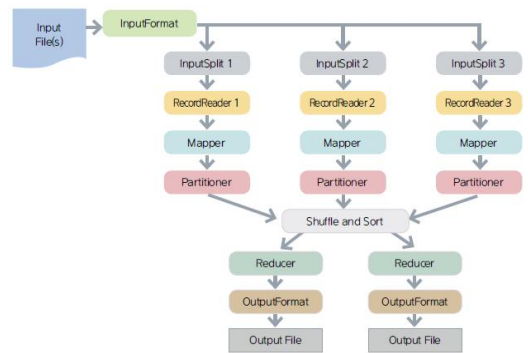 Input
File(s)
InputFormat
InputSplit 1
InputSplit 2
InputSplit 3
RecordReader 1
RecordReader 2
RecordReader 3
Mapper
Mapper
Mapper
Partitioner
Partitioner
Partitioner
Shuffle and Sort
Reducer
Reducer
OutputFormat
OutputFormat
Output File
Output File